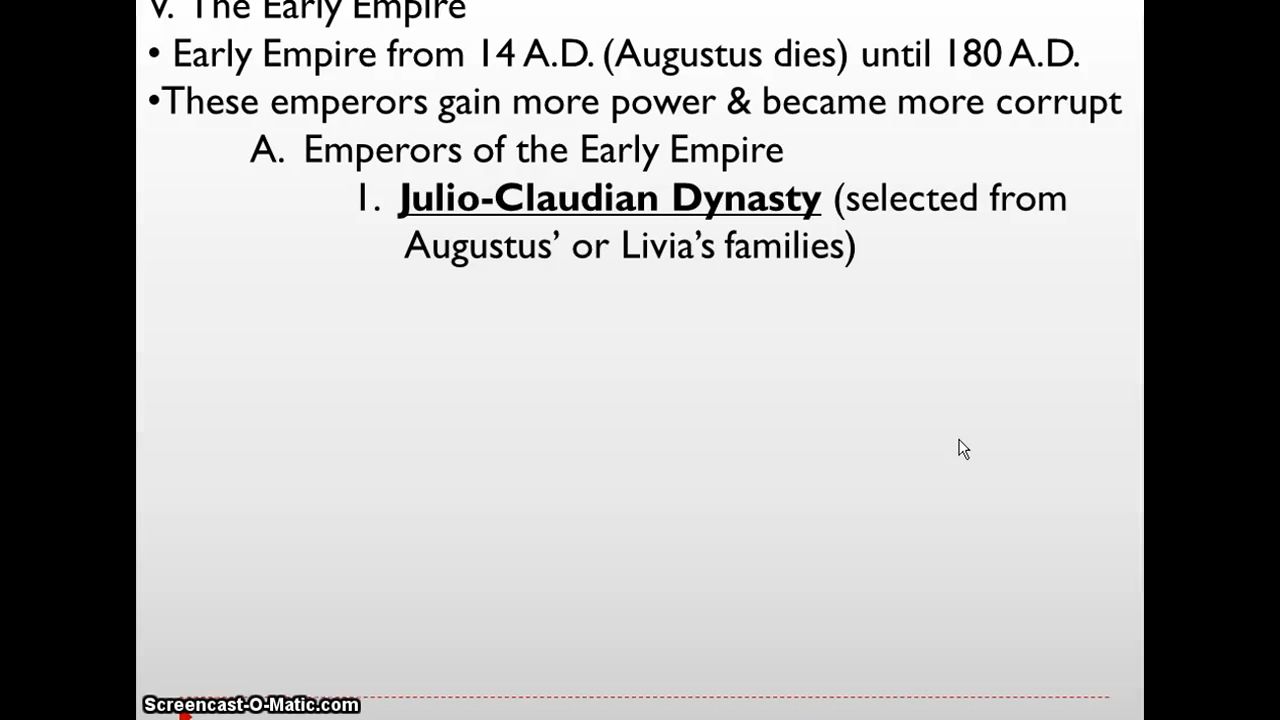 V. The Early Empire
• Early Empire from 14 A.D. (Augustus dies) until 180 A.D.
•These emperors gain more power & became more corrupt
A. Emperors of the Early Empire
1. Julio-Claudian Dynasty (selected from
Augustus’ or Livia’s families)
Screencast-O-Matic.com